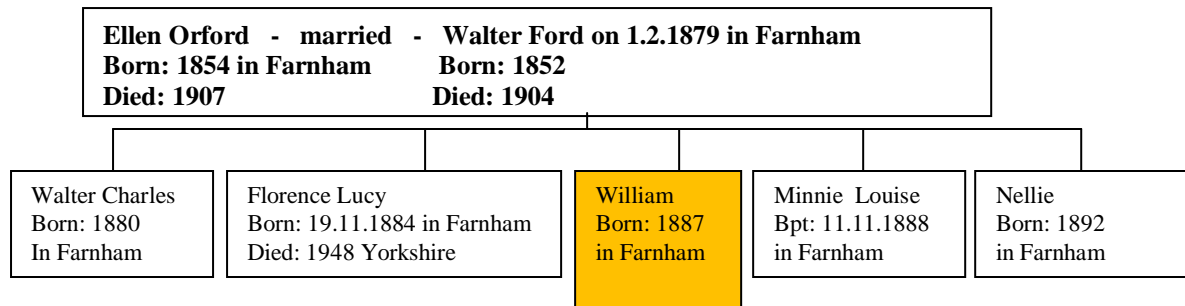 Ellen Orford - married - Walter Ford on 1.2.1879 in Farnham
Born: 1854 in Farnham Born: 1852
Died: 1907 Died: 1904
Walter Charles
Born: 1880
In Farnham
Florence Lucy
Born: 19.11.1884 in Farnham
Died: 1948 Yorkshire
William
Born: 1887
in Farnham
Minnie Louise
Bpt: 11.11.1888
in Farnham
Nellie
Born: 1892
in Farnham